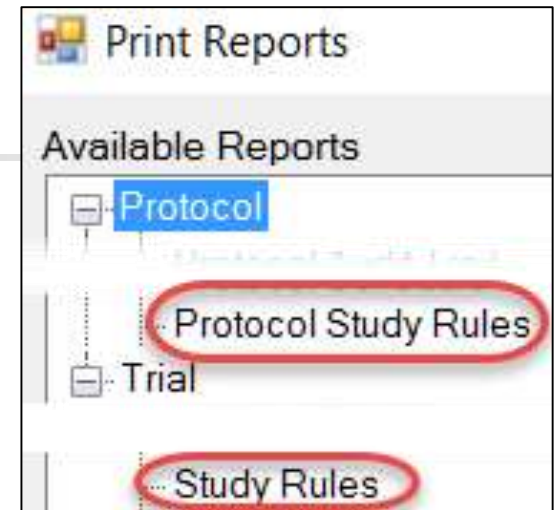 Print Reports
Available Reports
Protocol
Protocol Study Rules
Trial
Study Rules